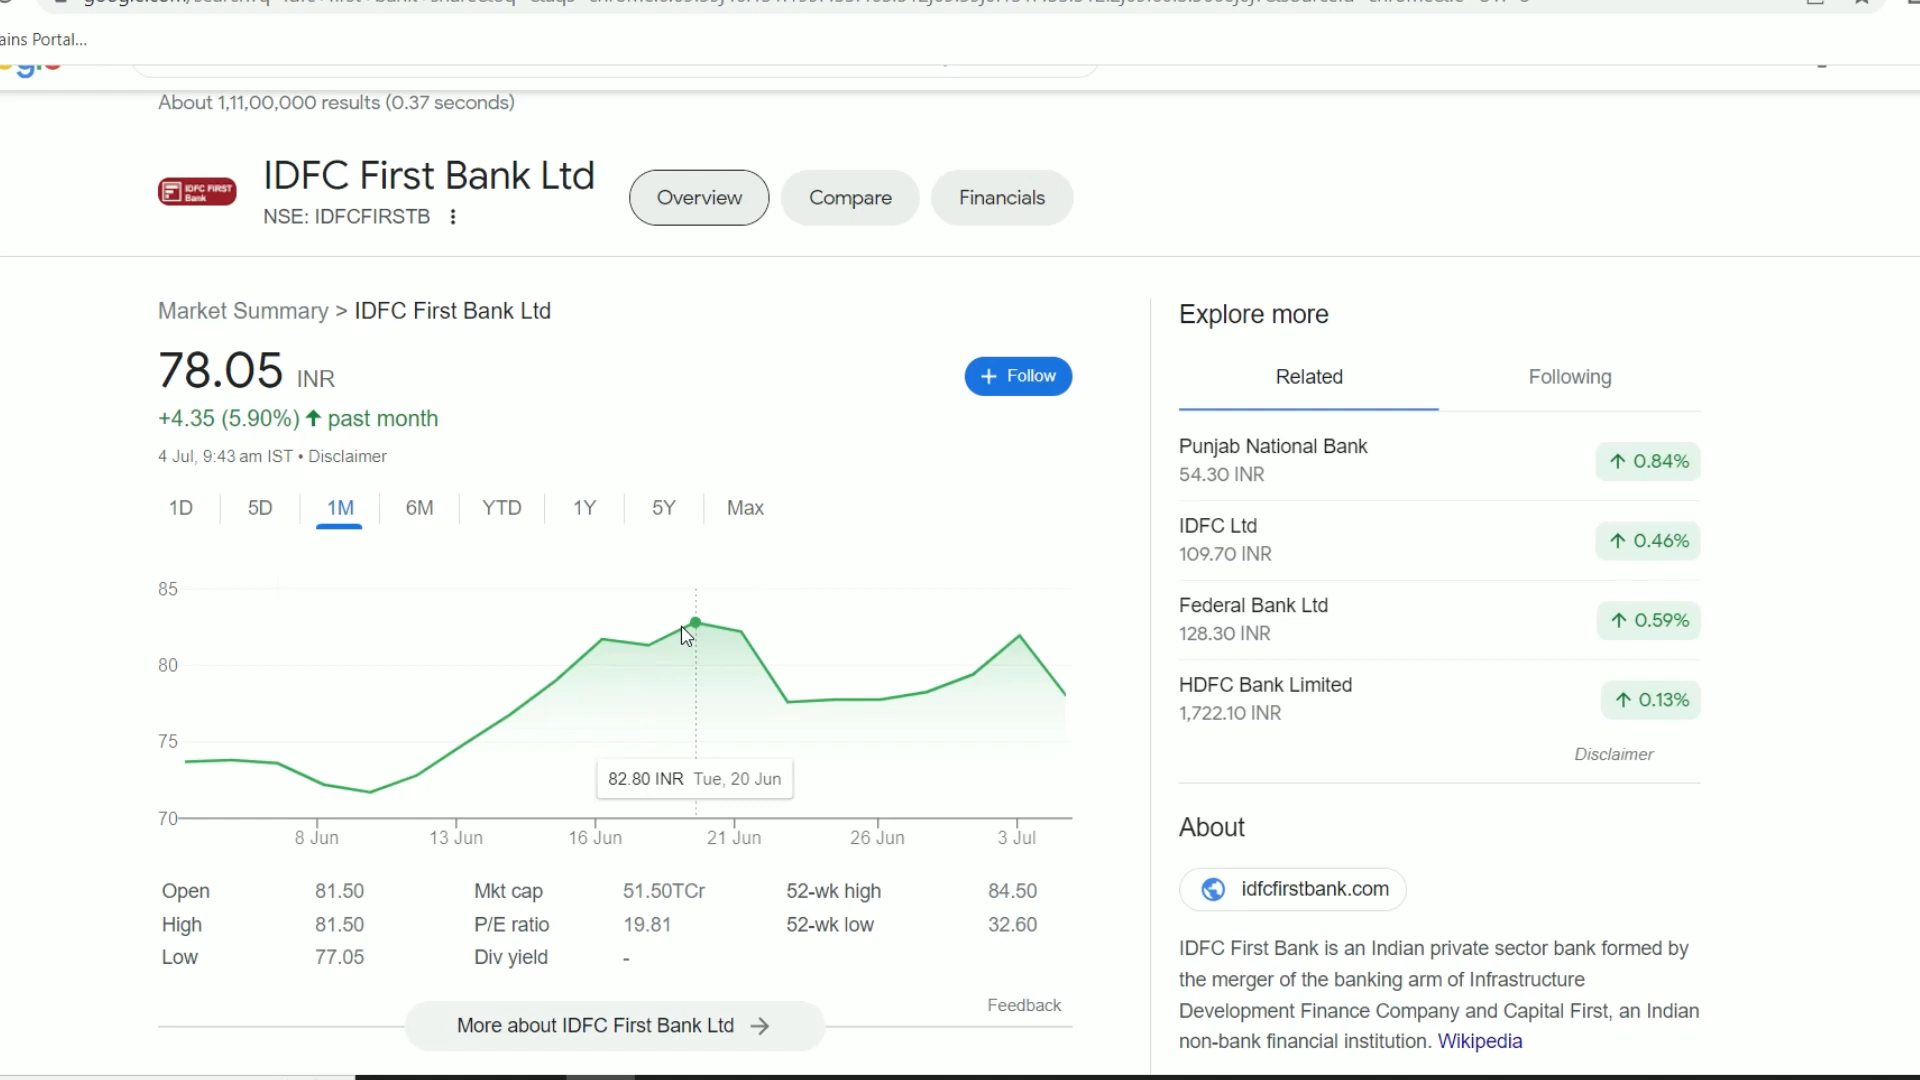 ains Portal...
About 1,11,00,000 results (0.37 seconds)
IDFC FIRST
Bank
IDFC First Bank Ltd
NSE: IDFCFIRSTB
Overview
Compare
Financials
Market Summary > IDFC First Bank Ltd
78.05 INR
+ Follow
+4.35 (5.90%) ↑ past month
4 Jul, 9:43 am IST • Disclaimer
1D 5D 1M 6M YTD 1Y 5Y Max
85
80
75
70
82.80 INR Tue, 20 Jun
8 Jun 13 Jun 16 Jun 21 Jun 26 Jun 3 Jul
Open 81.50 Mkt cap 51.50TCr 52-wk high 84.50
High 81.50 P/E ratio 19.81 52-wk low 32.60
Low 77.05 Div yield -
Feedback
More about IDFC First Bank Ltd →
Explore more
Related Following
Punjab National Bank
54.30 INR
↑ 0.84%
IDFC Ltd
109.70 INR
↑ 0.46%
Federal Bank Ltd
128.30 INR
↑ 0.59%
HDFC Bank Limited
1,722.10 INR
↑ 0.13%
Disclaimer
About
idfcfirstbank.com
IDFC First Bank is an Indian private sector bank formed by
the merger of the banking arm of Infrastructure
Development Finance Company and Capital First, an Indian
non-bank financial institution. Wikipedia